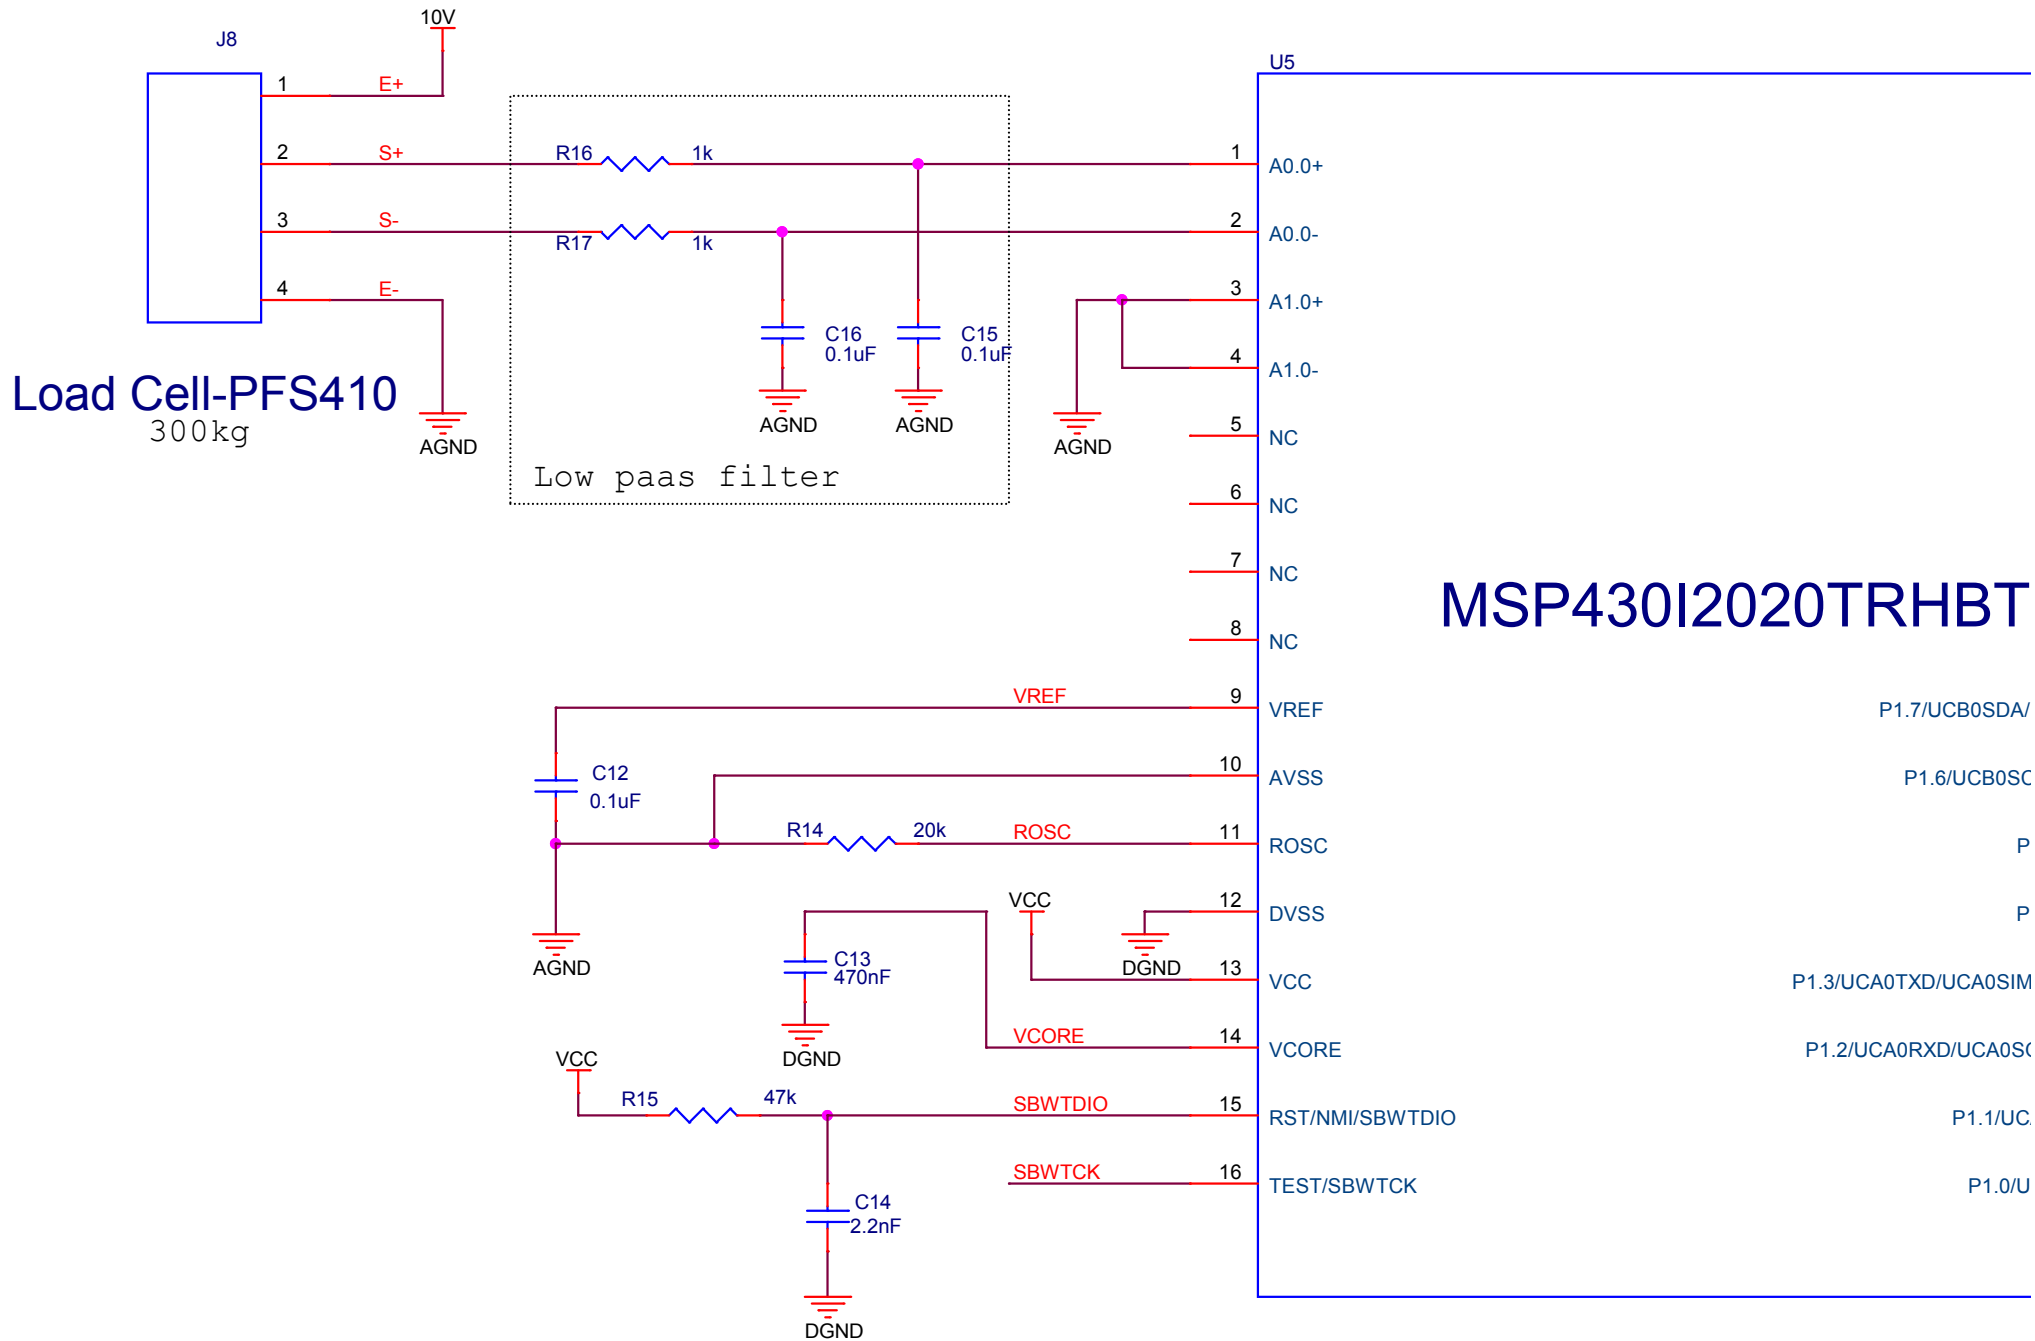 10V
J8
U5
1 E+
2 S+ R16 1k 1 A0.0+
3 S- R17 1k 2 A0.0-
4 E- 3 A1.0+
C16 0.1uF
C15 0.1uF
4 A1.0-
Load Cell-PFS410
300kg
AGND
AGND
AGND
AGND
5 NC
Low paas filter
6 NC
7 NC
MSP430I2020TRHBT
8 NC
VREF 9 VREF P1.7/UCB0SDA/
C12
0.1uF
10 AVSS P1.6/UCB0SC
R14 20k ROSC 11 ROSC P
VCC 12 DVSS P
AGND
C13
470nF
DGND 13 VCC P1.3/UCA0TXD/UCA0SIM
DGND
VCORE 14 VCORE P1.2/UCA0RXD/UCA0SO
VCC
R15 47k SBWTDIO 15 RST/NMI/SBWTDIO P1.1/UCA
SBWTCK 16 TEST/SBWTCK P1.0/U
C14
2.2nF
DGND